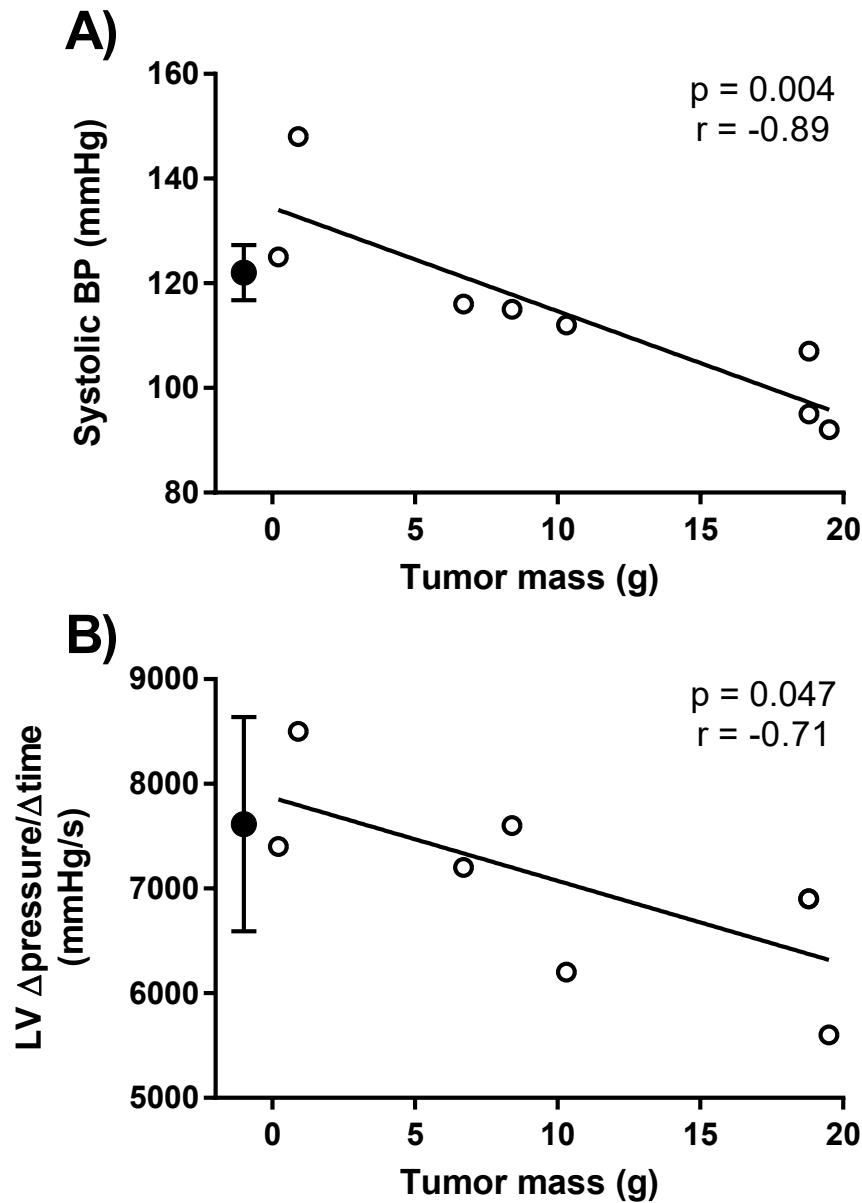 A)
p = 0.004
r = -0.89
Systolic BP (mmHg)
160
140
120
100
80
0
5
10
15
20
Tumor mass (g)
B)
p = 0.047
r = -0.71
LV Δpressure/Δtime
(mmHg/s)
9000
8000
7000
6000
5000
0
5
10
15
20
Tumor mass (g)